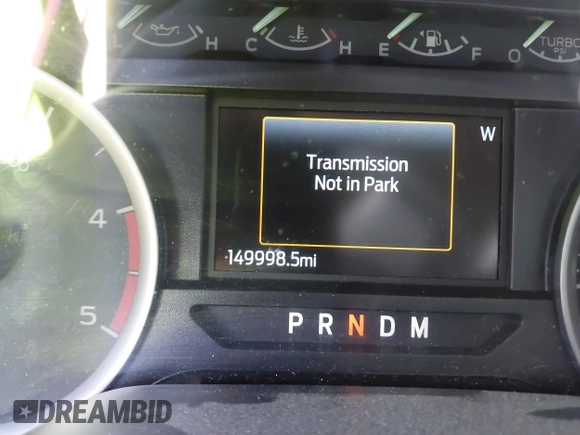 L H C H E F O TURBO PSI
W
Transmission
Not in Park
149998.5mi
4
5
P R N D M
DREAMBID